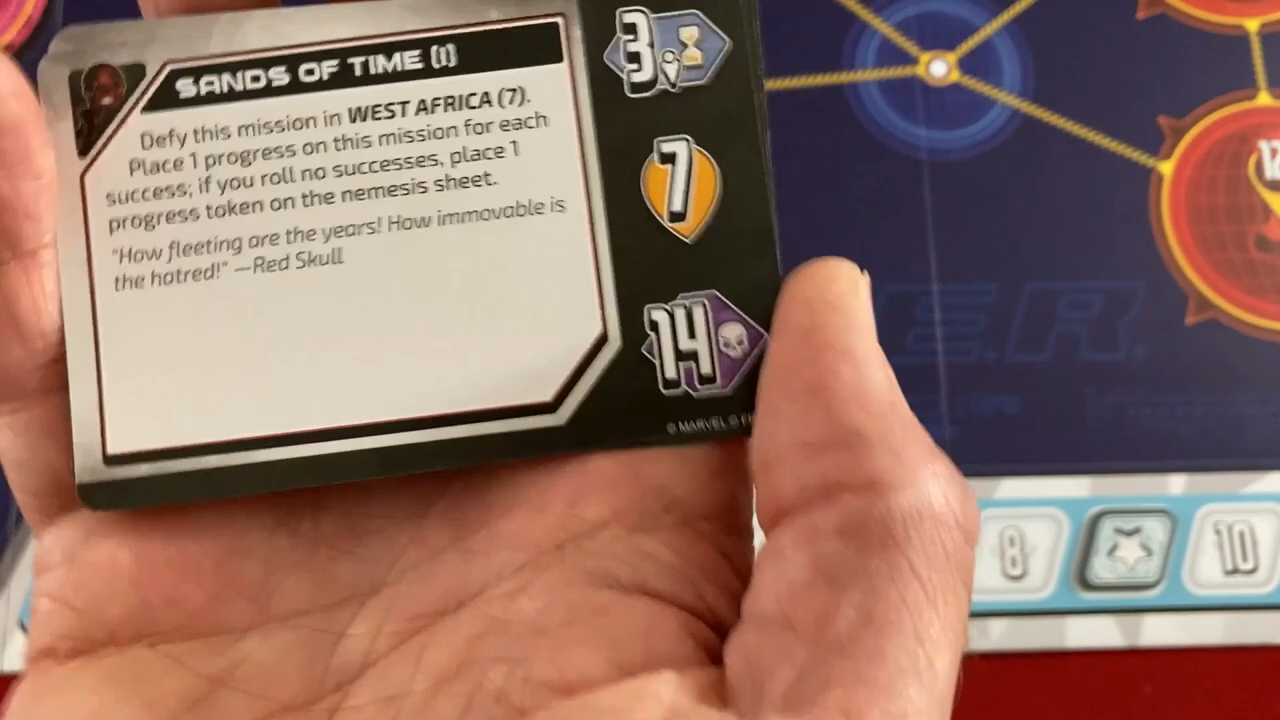 SANDS OF TIME (I)
Defy this mission in WEST AFRICA (7).
Place 1 progress on this mission for each
success; if you roll no successes, place 1
progress token on the nemesis sheet.
"How fleeting are the years! How immovable is
the hatred!" —Red Skull
3
7
14
© MARVEL ©
12
E.R.
8
10